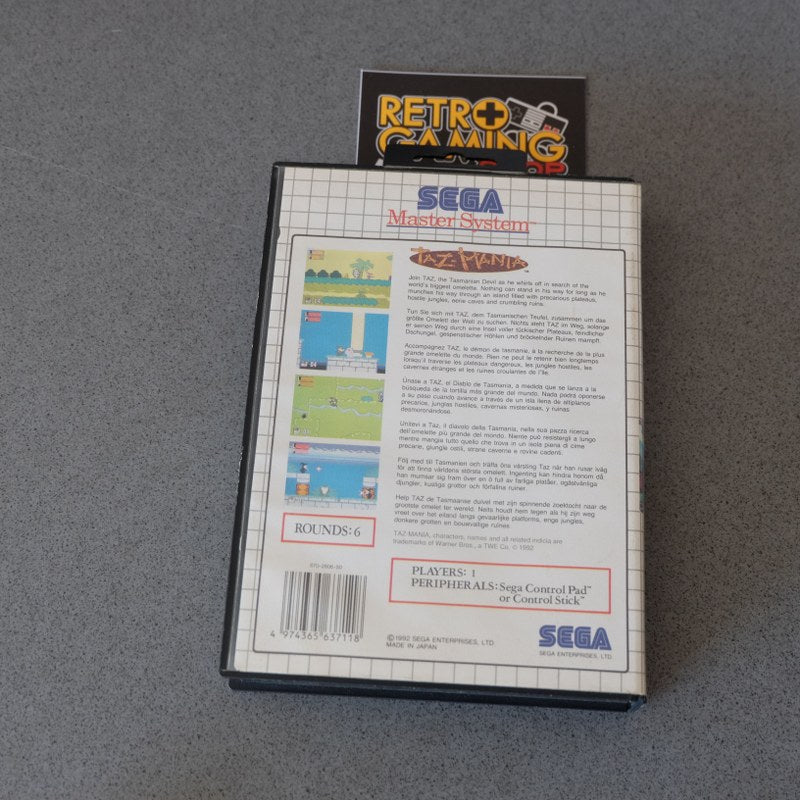 RETRO
GAMING
SHOP
SEGA
Master System™
TAZ-MANIA™
Join TAZ, the Tasmanian Devil as he whirls off in search of the
world's biggest omelette. Nothing can stand in his way for long as he
munches his way through an island filled with precarious plateaus,
hostile jungles, eerie caves and crumbling ruins.
Tun Sie sich mit TAZ, dem Tasmanischen Teufel, zusammen um das
größte Omelett der Welt zu suchen. Nichts steht TAZ im Weg, solange
er seinen Weg durch eine Insel voller tückischer Plateaus, feindlicher
Dschungel, gespenstischer Höhlen und bröckelnder Ruinen mampft.
Accompagnez TAZ, le démon de tasmanie, à la recherche de la plus
grande omelette du monde. Rien ne peut le retenir bien longtemps
lorsqu'il traverse les plateaux dangereux, les jungles hostiles, les
cavernes étranges et les ruines croulantes de l'île.
Únase a TAZ, el Diablo de Tasmania, a medida que se lanza a la
búsqueda de la tortilla más grande del mundo. Nada podrá oponerse
a su paso cuando avance a través de un isla llena de altiplanos
precarios, junglas hostiles, cavernas misteriosas, y ruinas
desmoronándose.
Unitevi a Taz, il diavolo della Tasmania, nella sua pazza ricerca
dell'omelette più grande del mondo. Niente può resistergli a lungo
mentre mangia tutto quello che trova in un isola piena di cime
precarie, giungle ostili, strane caverne e rovine cadenti.
Följ med till Tasmanien och träffa öns värsting Taz när han rusar iväg
för att finna världens största omelett. Ingenting kan hindra honom då
han mumsar sig fram över en ö full av farliga platåer, ogästvänliga
djungler, kusliga grottor och förfallna ruiner.
Help TAZ de Tasmaanse duivel met zijn spinnende zoektocht naar de
grootste omelet ter wereld. Niets houdt hem tegen als hij zijn weg
vreet over het eiland langs gevaarlijke platforms, enge jungles,
donkere grotten en bouwvallige ruines.
TAZ-MANIA, characters, names and all related indicia are
trademarks of Warner Bros., a TWE Co. © 1992
ROUNDS: 6
PLAYERS: 1
PERIPHERALS: Sega Control Pad™
or Control Stick™
670-2606-50
4 974365 637118
©1992 SEGA ENTERPRISES, LTD
MADE IN JAPAN
SEGA
SEGA ENTERPRISES, LTD.